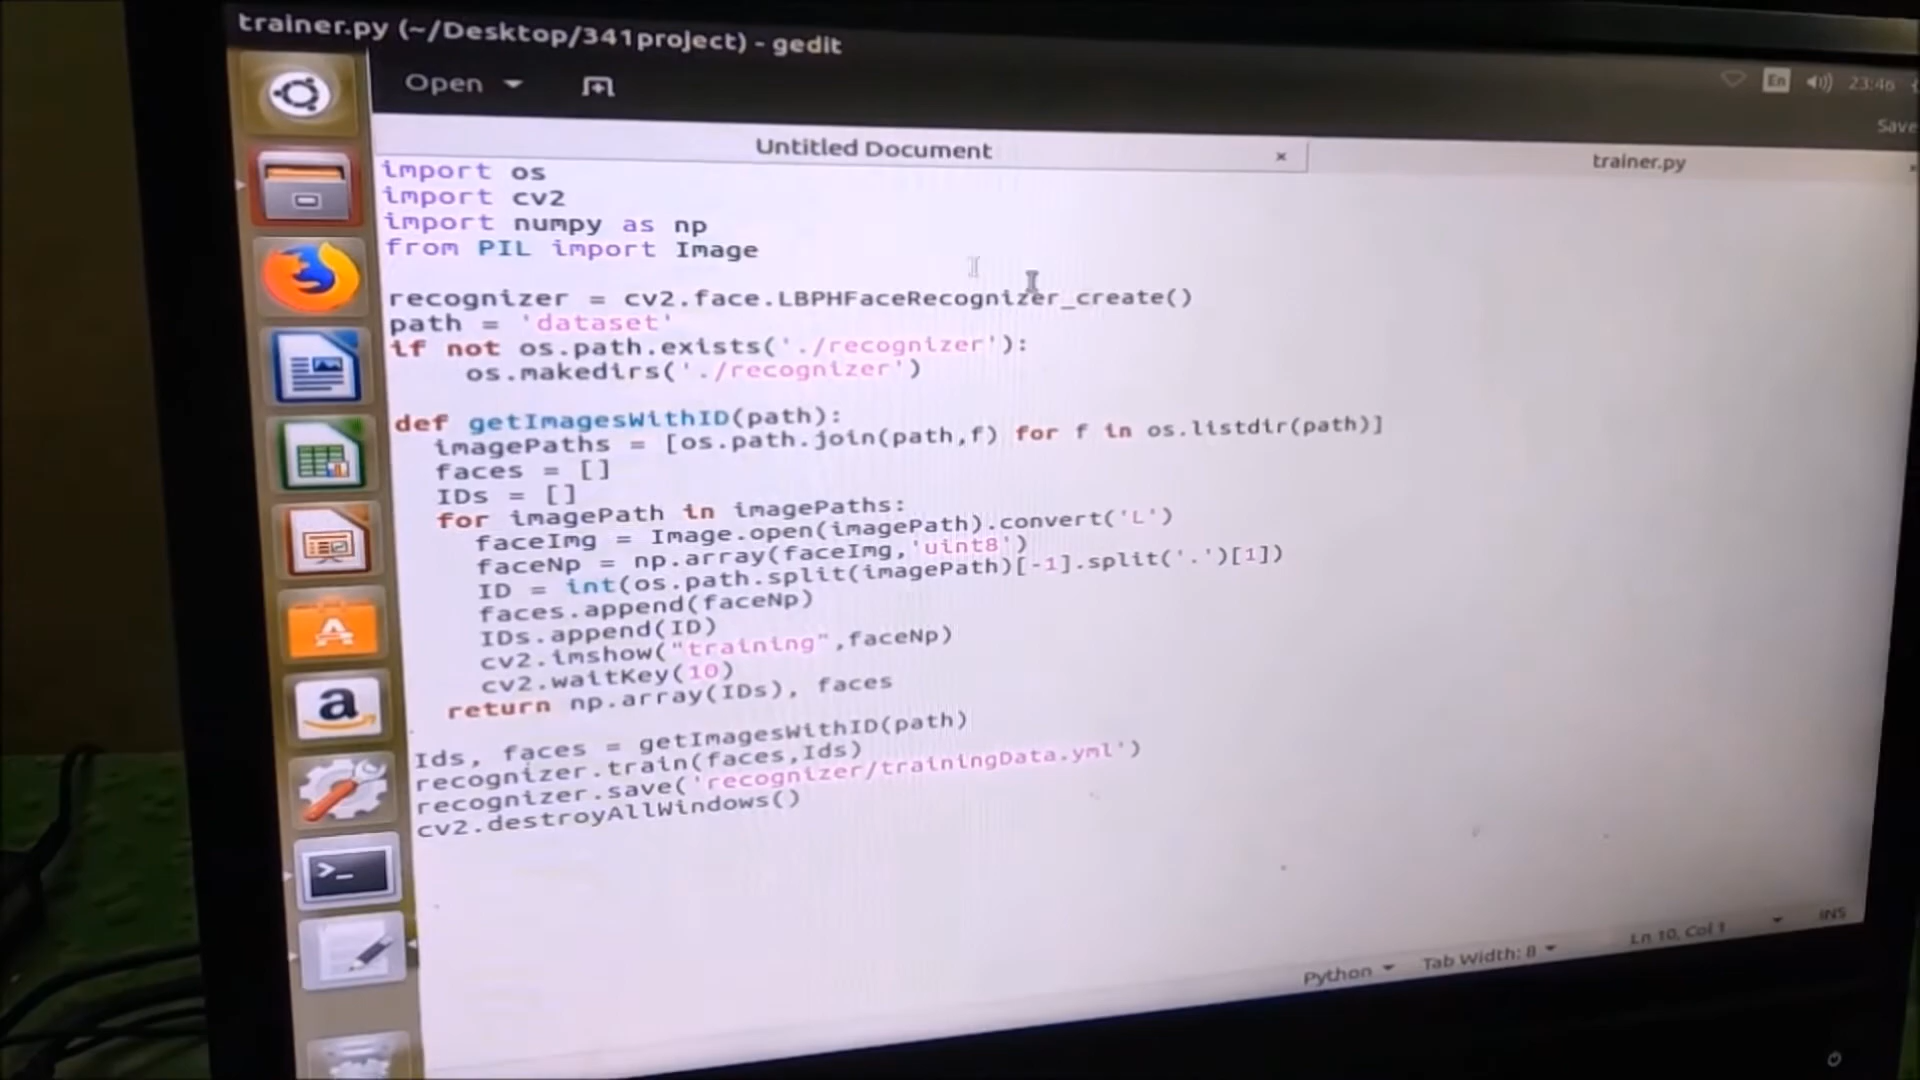 trainer.py (~/Desktop/341project) - gedit
Open
En 23:46
Save
Untitled Document × trainer.py
import os
import cv2
import numpy as np
from PIL import Image
recognizer = cv2.face.LBPHFaceRecognizer_create()
path = 'dataset'
if not os.path.exists('./recognizer'):
os.makedirs('./recognizer')
def getImagesWithID(path):
imagePaths = [os.path.join(path,f) for f in os.listdir(path)]
faces = []
IDs = []
for imagePath in imagePaths:
faceImg = Image.open(imagePath).convert('L')
faceNp = np.array(faceImg,'uint8')
ID = int(os.path.split(imagePath)[-1].split('.')[1])
faces.append(faceNp)
IDs.append(ID)
cv2.imshow("training",faceNp)
cv2.waitKey(10)
return np.array(IDs), faces
Ids, faces = getImagesWithID(path)
recognizer.train(faces,Ids)
recognizer.save('recognizer/trainingData.yml')
cv2.destroyAllWindows()
Python Tab Width: 8 Ln 10, Col 1 INS